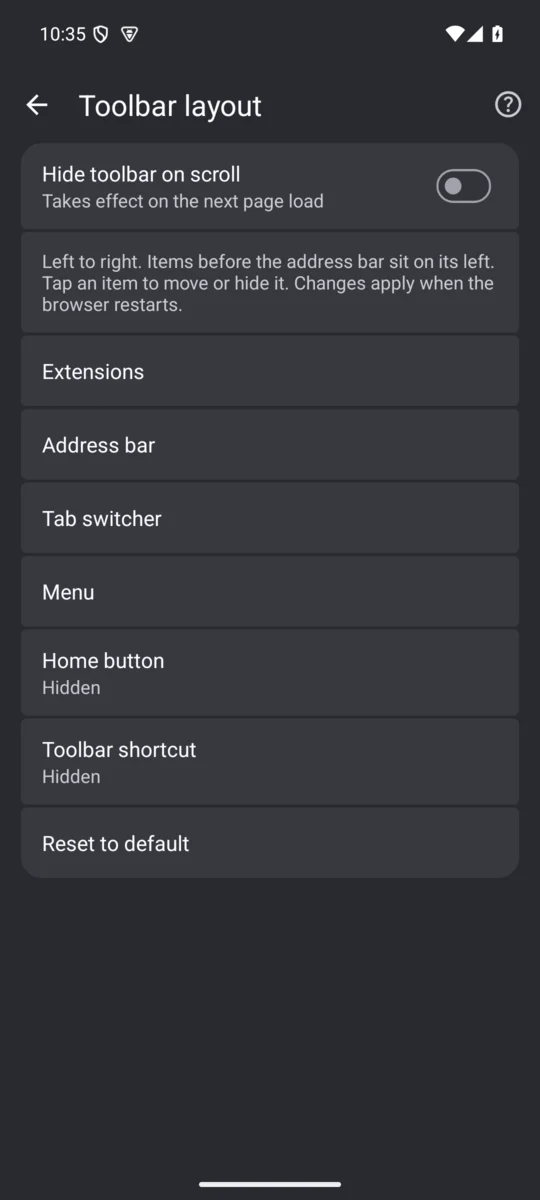 10:35
Toolbar layout
Hide toolbar on scroll
Takes effect on the next page load
Left to right. Items before the address bar sit on its left.
Tap an item to move or hide it. Changes apply when the
browser restarts.
Extensions
Address bar
Tab switcher
Menu
Home button
Hidden
Toolbar shortcut
Hidden
Reset to default